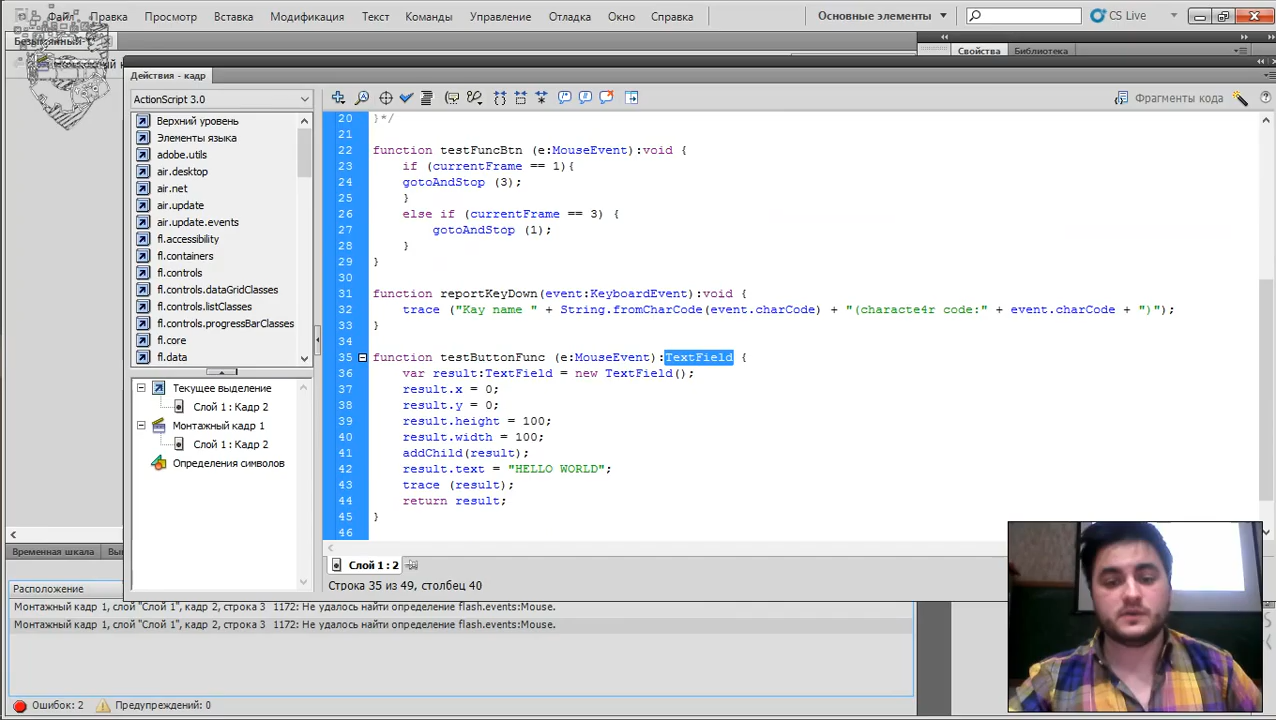 Файл Правка Просмотр Вставка Модификация Текст Команды Управление Отладка Окно Справка Основные элементы CS Live
Безымянный
Свойства Библиотека
Действия - кадр
ActionScript 3.0
Фрагменты кода
Верхний уровень
Элементы языка
adobe.utils
air.desktop
air.net
air.update
air.update.events
fl.accessibility
fl.containers
fl.controls
fl.controls.dataGridClasses
fl.controls.listClasses
fl.controls.progressBarClasses
fl.core
fl.data
Текущее выделение
Слой 1 : Кадр 2
Монтажный кадр 1
Слой 1 : Кадр 2
Определения символов
20 }*/
21
22 function testFuncBtn (e:MouseEvent):void {
23 if (currentFrame == 1){
24 gotoAndStop (3);
25 }
26 else if (currentFrame == 3) {
27 gotoAndStop (1);
28 }
29 }
30
31 function reportKeyDown(event:KeyboardEvent):void {
32 trace ("Kay name " + String.fromCharCode(event.charCode) + "(characte4r code:" + event.charCode + ")");
33 }
34
35 function testButtonFunc (e:MouseEvent):TextField {
36 var result:TextField = new TextField();
37 result.x = 0;
38 result.y = 0;
39 result.height = 100;
40 result.width = 100;
41 addChild(result);
42 result.text = "HELLO WORLD";
43 trace (result);
44 return result;
45 }
46
Слой 1 : 2
Строка 35 из 49, столбец 40
Временная шкала
Расположение
Монтажный кадр 1, слой "Слой 1", кадр 2, строка 3 1172: Не удалось найти определение flash.events:Mouse.
Монтажный кадр 1, слой "Слой 1", кадр 2, строка 3 1172: Не удалось найти определение flash.events:Mouse.
Ошибок: 2 Предупреждений: 0